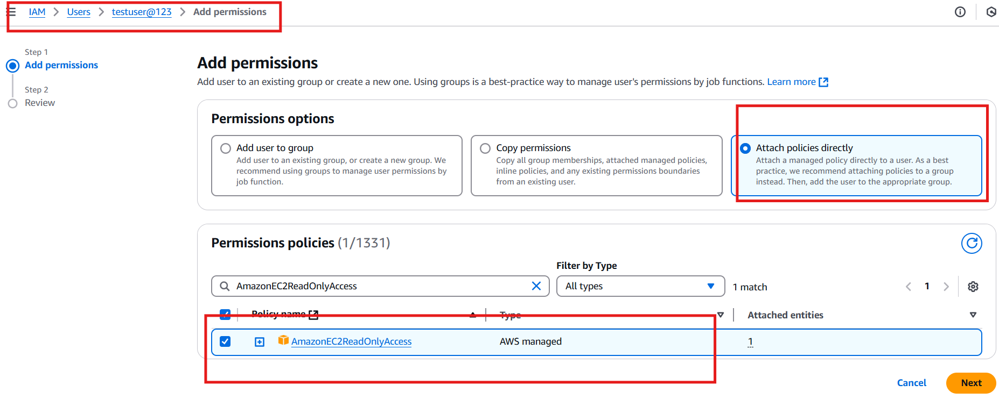 IAM > Users > testuser@123 > Add permissions
Step 1
Add permissions
Step 2
Review
Add permissions
Add user to an existing group or create a new one. Using groups is a best-practice way to manage user's permissions by job functions. Learn more
Permissions options
Add user to group
Add user to an existing group, or create a new group. We
recommend using groups to manage user permissions by
job function.
Copy permissions
Copy all group memberships, attached managed policies,
inline policies, and any existing permissions boundaries
from an existing user.
Attach policies directly
Attach a managed policy directly to a user. As a best
practice, we recommend attaching policies to a group
instead. Then, add the user to the appropriate group.
Permissions policies (1/1331)
Filter by Type
AmazonEC2ReadOnlyAccess All types 1 match 1
Policy name Type Attached entities
AmazonEC2ReadOnlyAccess AWS managed 1
Cancel Next